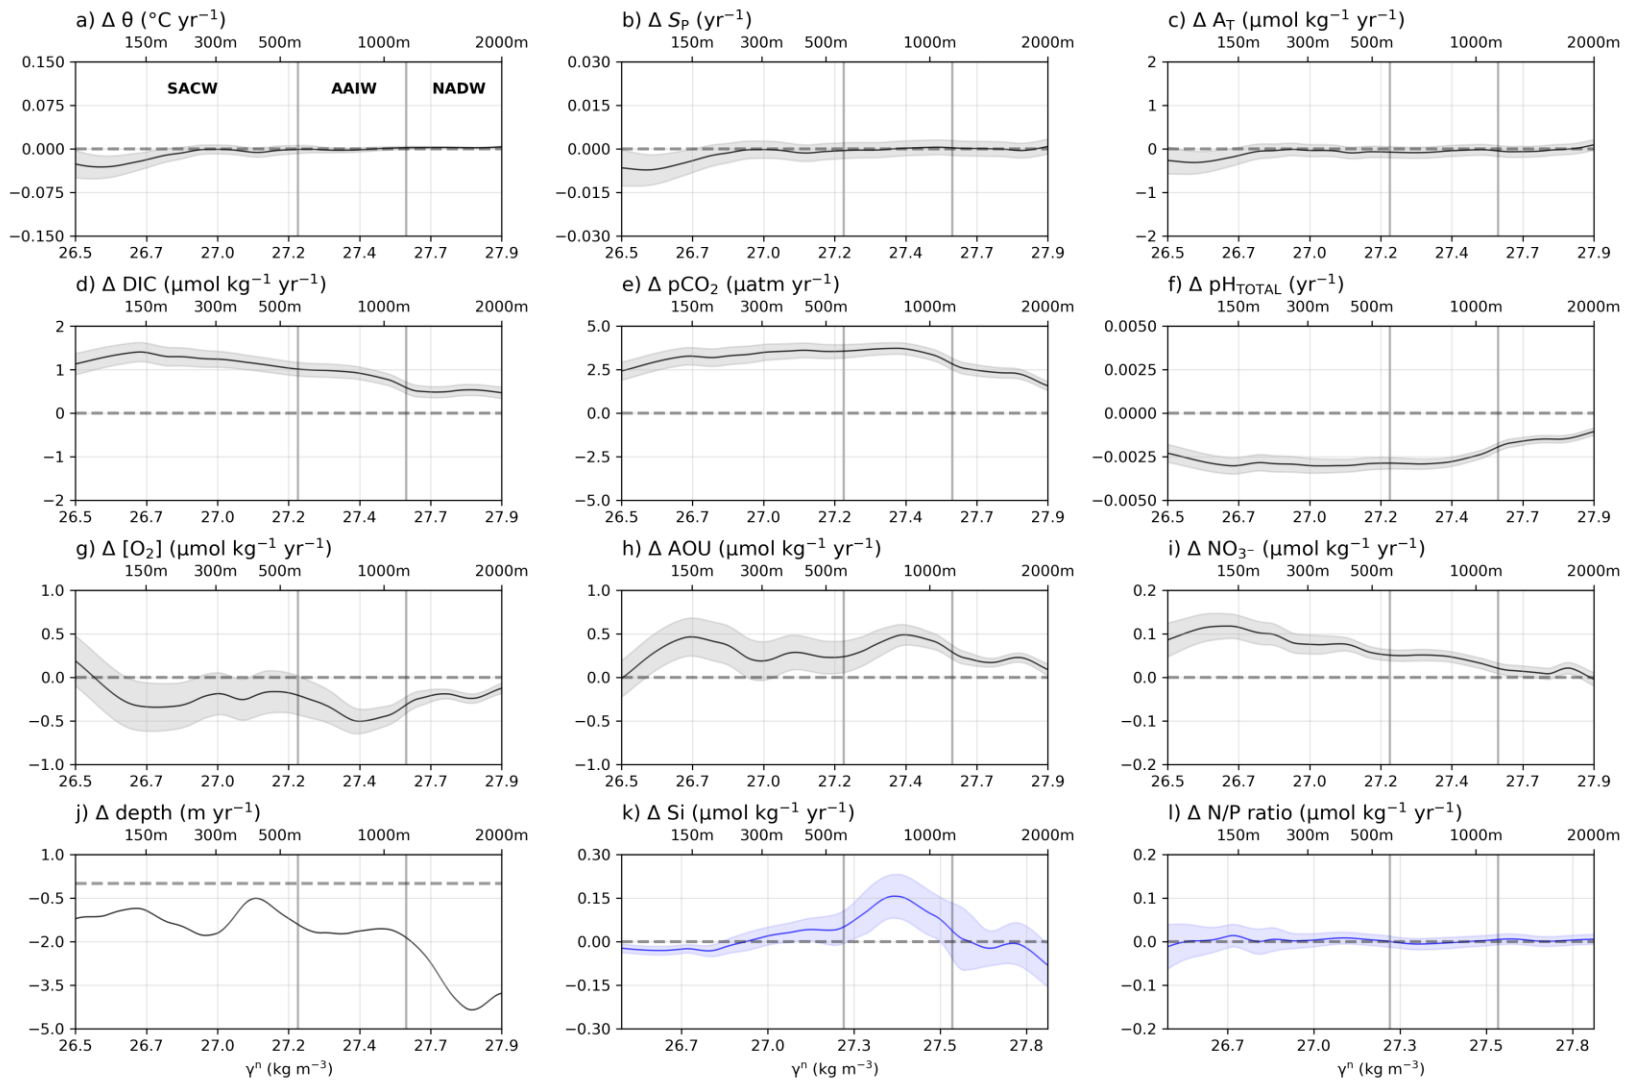 a) Δ θ (°C yr⁻¹)
150m 300m 500m 1000m 2000m
0.150
0.075
0.000
−0.075
−0.150
SACW AAIW NADW
26.5 26.7 27.0 27.2 27.4 27.7 27.9
b) Δ Sₚ (yr⁻¹)
150m 300m 500m 1000m 2000m
0.030
0.015
0.000
−0.015
−0.030
26.5 26.7 27.0 27.2 27.4 27.7 27.9
c) Δ A_T (μmol kg⁻¹ yr⁻¹)
150m 300m 500m 1000m 2000m
2
1
0
−1
−2
26.5 26.7 27.0 27.2 27.4 27.7 27.9
d) Δ DIC (μmol kg⁻¹ yr⁻¹)
150m 300m 500m 1000m 2000m
2
1
0
−1
−2
26.5 26.7 27.0 27.2 27.4 27.7 27.9
e) Δ pCO₂ (μatm yr⁻¹)
150m 300m 500m 1000m 2000m
5.0
2.5
0.0
−2.5
−5.0
26.5 26.7 27.0 27.2 27.4 27.7 27.9
f) Δ pH_TOTAL (yr⁻¹)
150m 300m 500m 1000m 2000m
0.0050
0.0025
0.0000
−0.0025
−0.0050
26.5 26.7 27.0 27.2 27.4 27.7 27.9
g) Δ [O₂] (μmol kg⁻¹ yr⁻¹)
150m 300m 500m 1000m 2000m
1.0
0.5
0.0
−0.5
−1.0
26.5 26.7 27.0 27.2 27.4 27.7 27.9
h) Δ AOU (μmol kg⁻¹ yr⁻¹)
150m 300m 500m 1000m 2000m
1.0
0.5
0.0
−0.5
−1.0
26.5 26.7 27.0 27.2 27.4 27.7 27.9
i) Δ NO₃₋ (μmol kg⁻¹ yr⁻¹)
150m 300m 500m 1000m 2000m
0.2
0.1
0.0
−0.1
−0.2
26.5 26.7 27.0 27.2 27.4 27.7 27.9
j) Δ depth (m yr⁻¹)
150m 300m 500m 1000m 2000m
1.0
−0.5
−2.0
−3.5
−5.0
26.5 26.7 27.0 27.2 27.4 27.7 27.9
γⁿ (kg m⁻³)
k) Δ Si (μmol kg⁻¹ yr⁻¹)
150m 300m 500m 1000m 2000m
0.30
0.15
0.00
−0.15
−0.30
26.7 27.0 27.3 27.5 27.8
γⁿ (kg m⁻³)
l) Δ N/P ratio (μmol kg⁻¹ yr⁻¹)
150m 300m 500m 1000m 2000m
0.2
0.1
0.0
−0.1
−0.2
26.7 27.0 27.3 27.5 27.8
γⁿ (kg m⁻³)